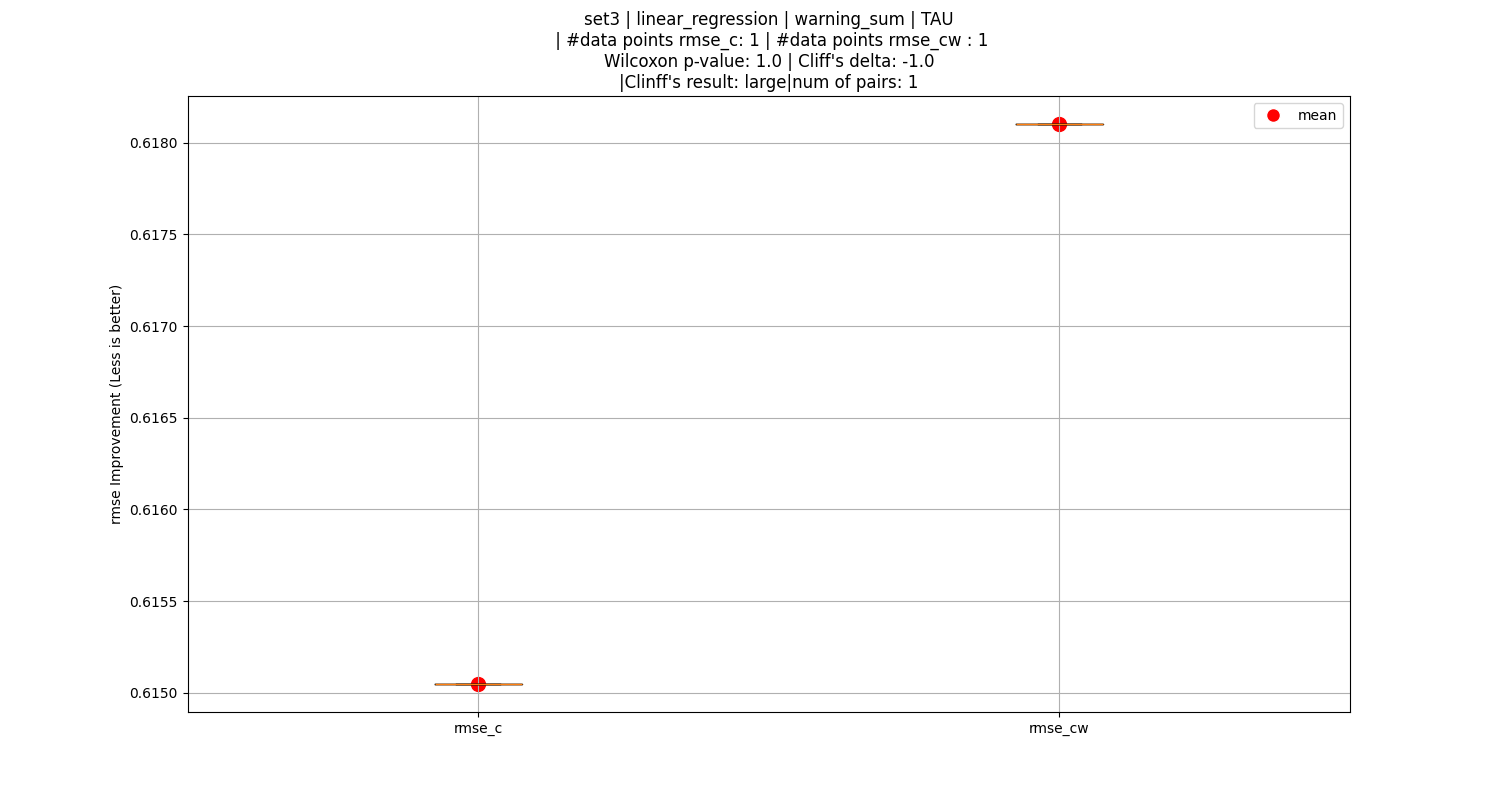 set3 | linear_regression | warning_sum | TAU
| #data points rmse_c: 1 | #data points rmse_cw : 1
Wilcoxon p-value: 1.0 | Cliff's delta: -1.0
|Clinff's result: large|num of pairs: 1
mean
rmse Improvement (Less is better)
0.6180
0.6175
0.6170
0.6165
0.6160
0.6155
0.6150
rmse_c
rmse_cw